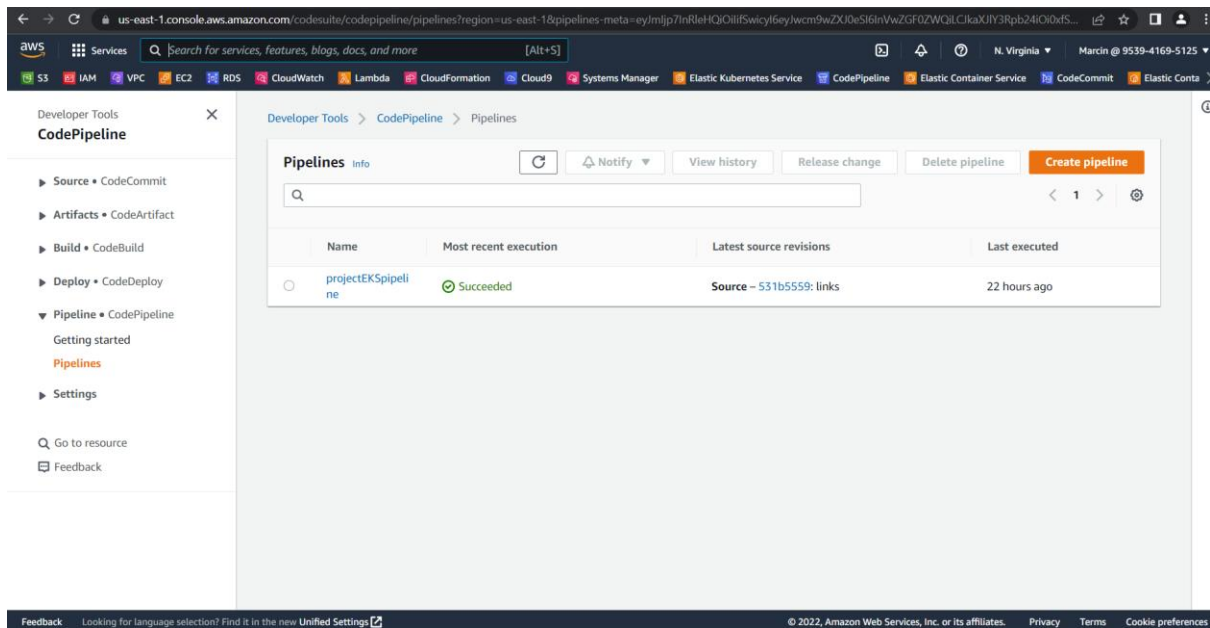 us-east-1.console.aws.amazon.com/codesuite/codepipeline/pipelines?region=us-east-1&pipelines-meta=
aws Services Search for services, features, blogs, docs, and more [Alt+S] N. Virginia Marcin @ 9539-4169-5125
S3 IAM VPC EC2 RDS CloudWatch Lambda CloudFormation Cloud9 Systems Manager Elastic Kubernetes Service CodePipeline Elastic Container Service CodeCommit Elastic Conta
Developer Tools
CodePipeline
Source • CodeCommit
Artifacts • CodeArtifact
Build • CodeBuild
Deploy • CodeDeploy
Pipeline • CodePipeline
Getting started
Pipelines
Settings
Go to resource
Feedback
Developer Tools > CodePipeline > Pipelines
Pipelines Info Notify View history Release change Delete pipeline Create pipeline
< 1 >
Name Most recent execution Latest source revisions Last executed
projectEKSpipeli
ne
Succeeded Source – 531b5559: links 22 hours ago
Feedback Looking for language selection? Find it in the new Unified Settings © 2022, Amazon Web Services, Inc. or its affiliates. Privacy Terms Cookie preferences